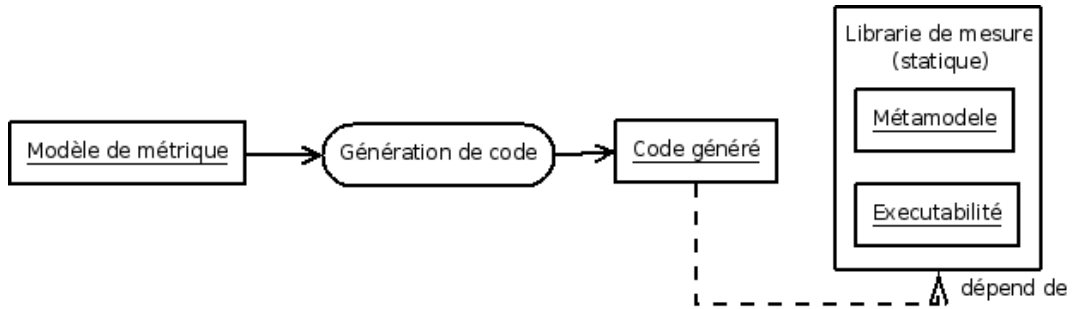 Librarie de mesure
(statique)
Métamodele
Modèle de métrique
Génération de code
Code généré
Executabilité
dépend de